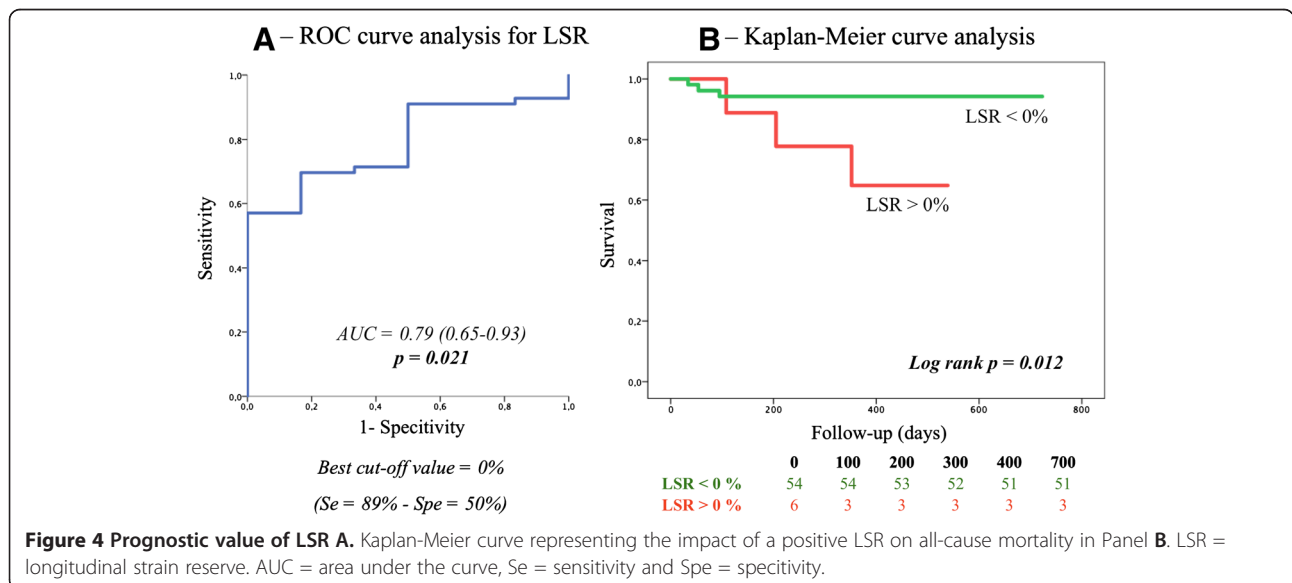 A – ROC curve analysis for LSR
1,0
0,8
0,6
0,4
0,2
0,0
Sensitivity
0,0 0,2 0,4 0,6 0,8 1,0
1- Specitivity
AUC = 0.79 (0.65-0.93)
p = 0.021
Best cut-off value = 0%
(Se = 89% - Spe = 50%)
B – Kaplan-Meier curve analysis
1,0
0,8
0,6
0,4
0,2
0,0
Survival
LSR < 0%
LSR > 0%
Log rank p = 0.012
0 200 400 600 800
Follow-up (days)
0 100 200 300 400 700
LSR < 0 % 54 54 53 52 51 51
LSR > 0 % 6 3 3 3 3 3
Figure 4 Prognostic value of LSR A. Kaplan-Meier curve representing the impact of a positive LSR on all-cause mortality in Panel B. LSR =
longitudinal strain reserve. AUC = area under the curve, Se = sensitivity and Spe = specitivity.